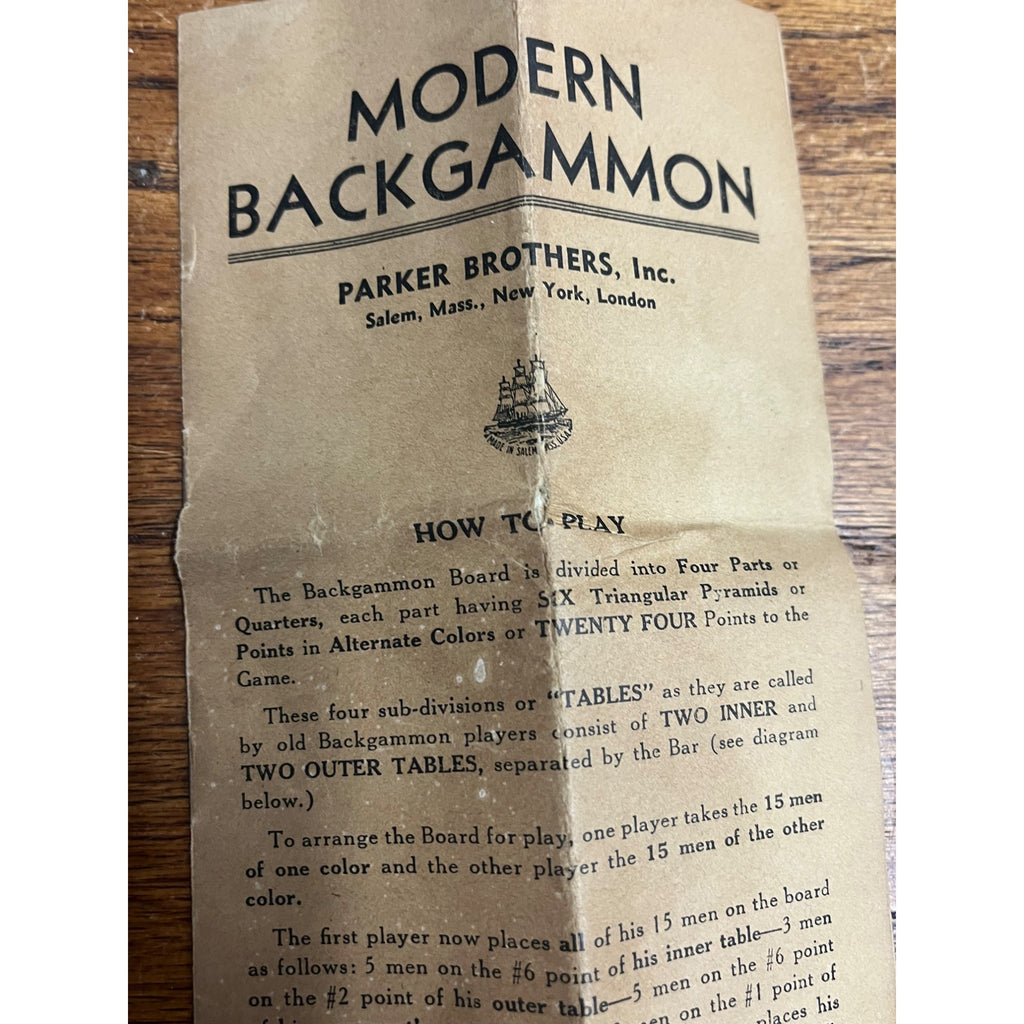 MODERN
BACKGAMMON
PARKER BROTHERS, Inc.
Salem, Mass., New York, London
MADE IN SALEM, MASS. USA
HOW TO PLAY
The Backgammon Board is divided into Four Parts or
Quarters, each part having SIX Triangular Pyramids or
Points in Alternate Colors or TWENTY FOUR Points to the
Game.
These four sub-divisions or "TABLES" as they are called
by old Backgammon players consist of TWO INNER and
TWO OUTER TABLES, separated by the Bar (see diagram
below.)
To arrange the Board for play, one player takes the 15 men
of one color and the other player the 15 men of the other
color.
The first player now places all of his 15 men on the board
as follows: 5 men on the #6 point of his inner table—3 men
on the #2 point of his outer table—5 men on the #6 point
men on the #1 point of
places his